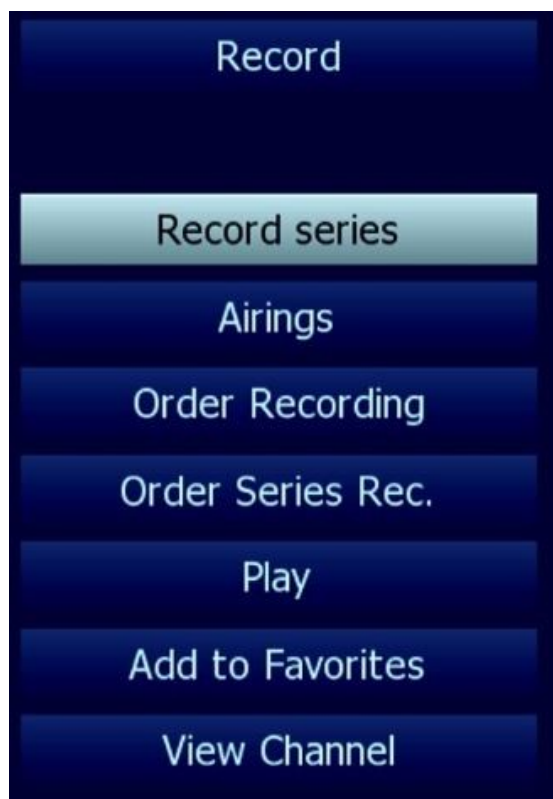 Record
Record series
Airings
Order Recording
Order Series Rec.
Play
Add to Favorites
View Channel